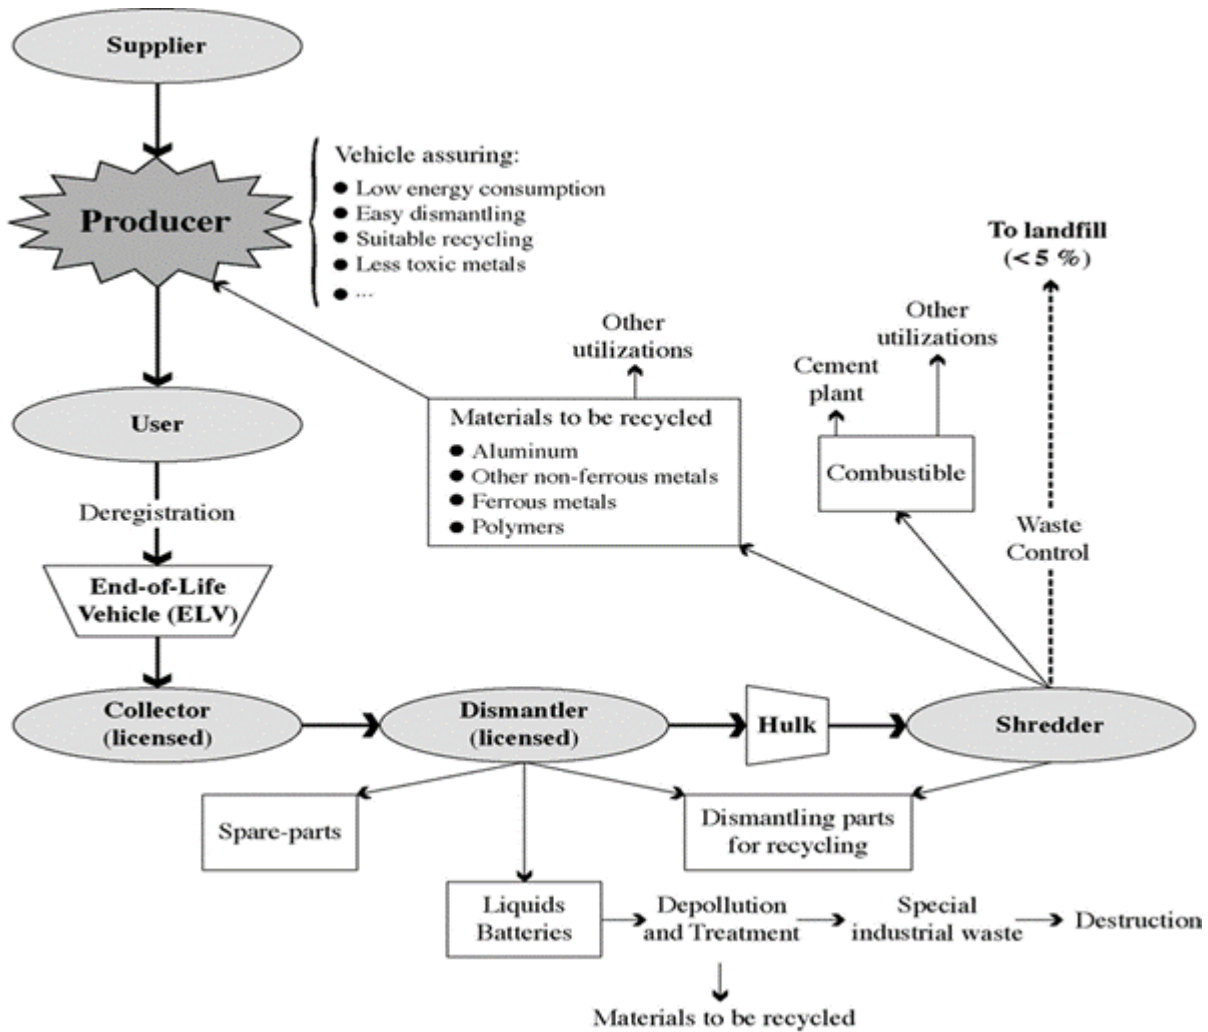 Supplier
Producer
Vehicle assuring:
● Low energy consumption
● Easy dismantling
● Suitable recycling
● Less toxic metals
● ...
To landfill
(< 5 %)
Other
utilizations
Other
utilizations
Cement
plant
User
Materials to be recycled
● Aluminum
● Other non-ferrous metals
● Ferrous metals
● Polymers
Combustible
Deregistration
Waste
Control
End-of-Life
Vehicle (ELV)
Collector
(licensed)
Dismantler
(licensed)
Hulk
Shredder
Spare-parts
Dismantling parts
for recycling
Liquids
Batteries
Depollution
and Treatment
Special
industrial waste
Destruction
Materials to be recycled